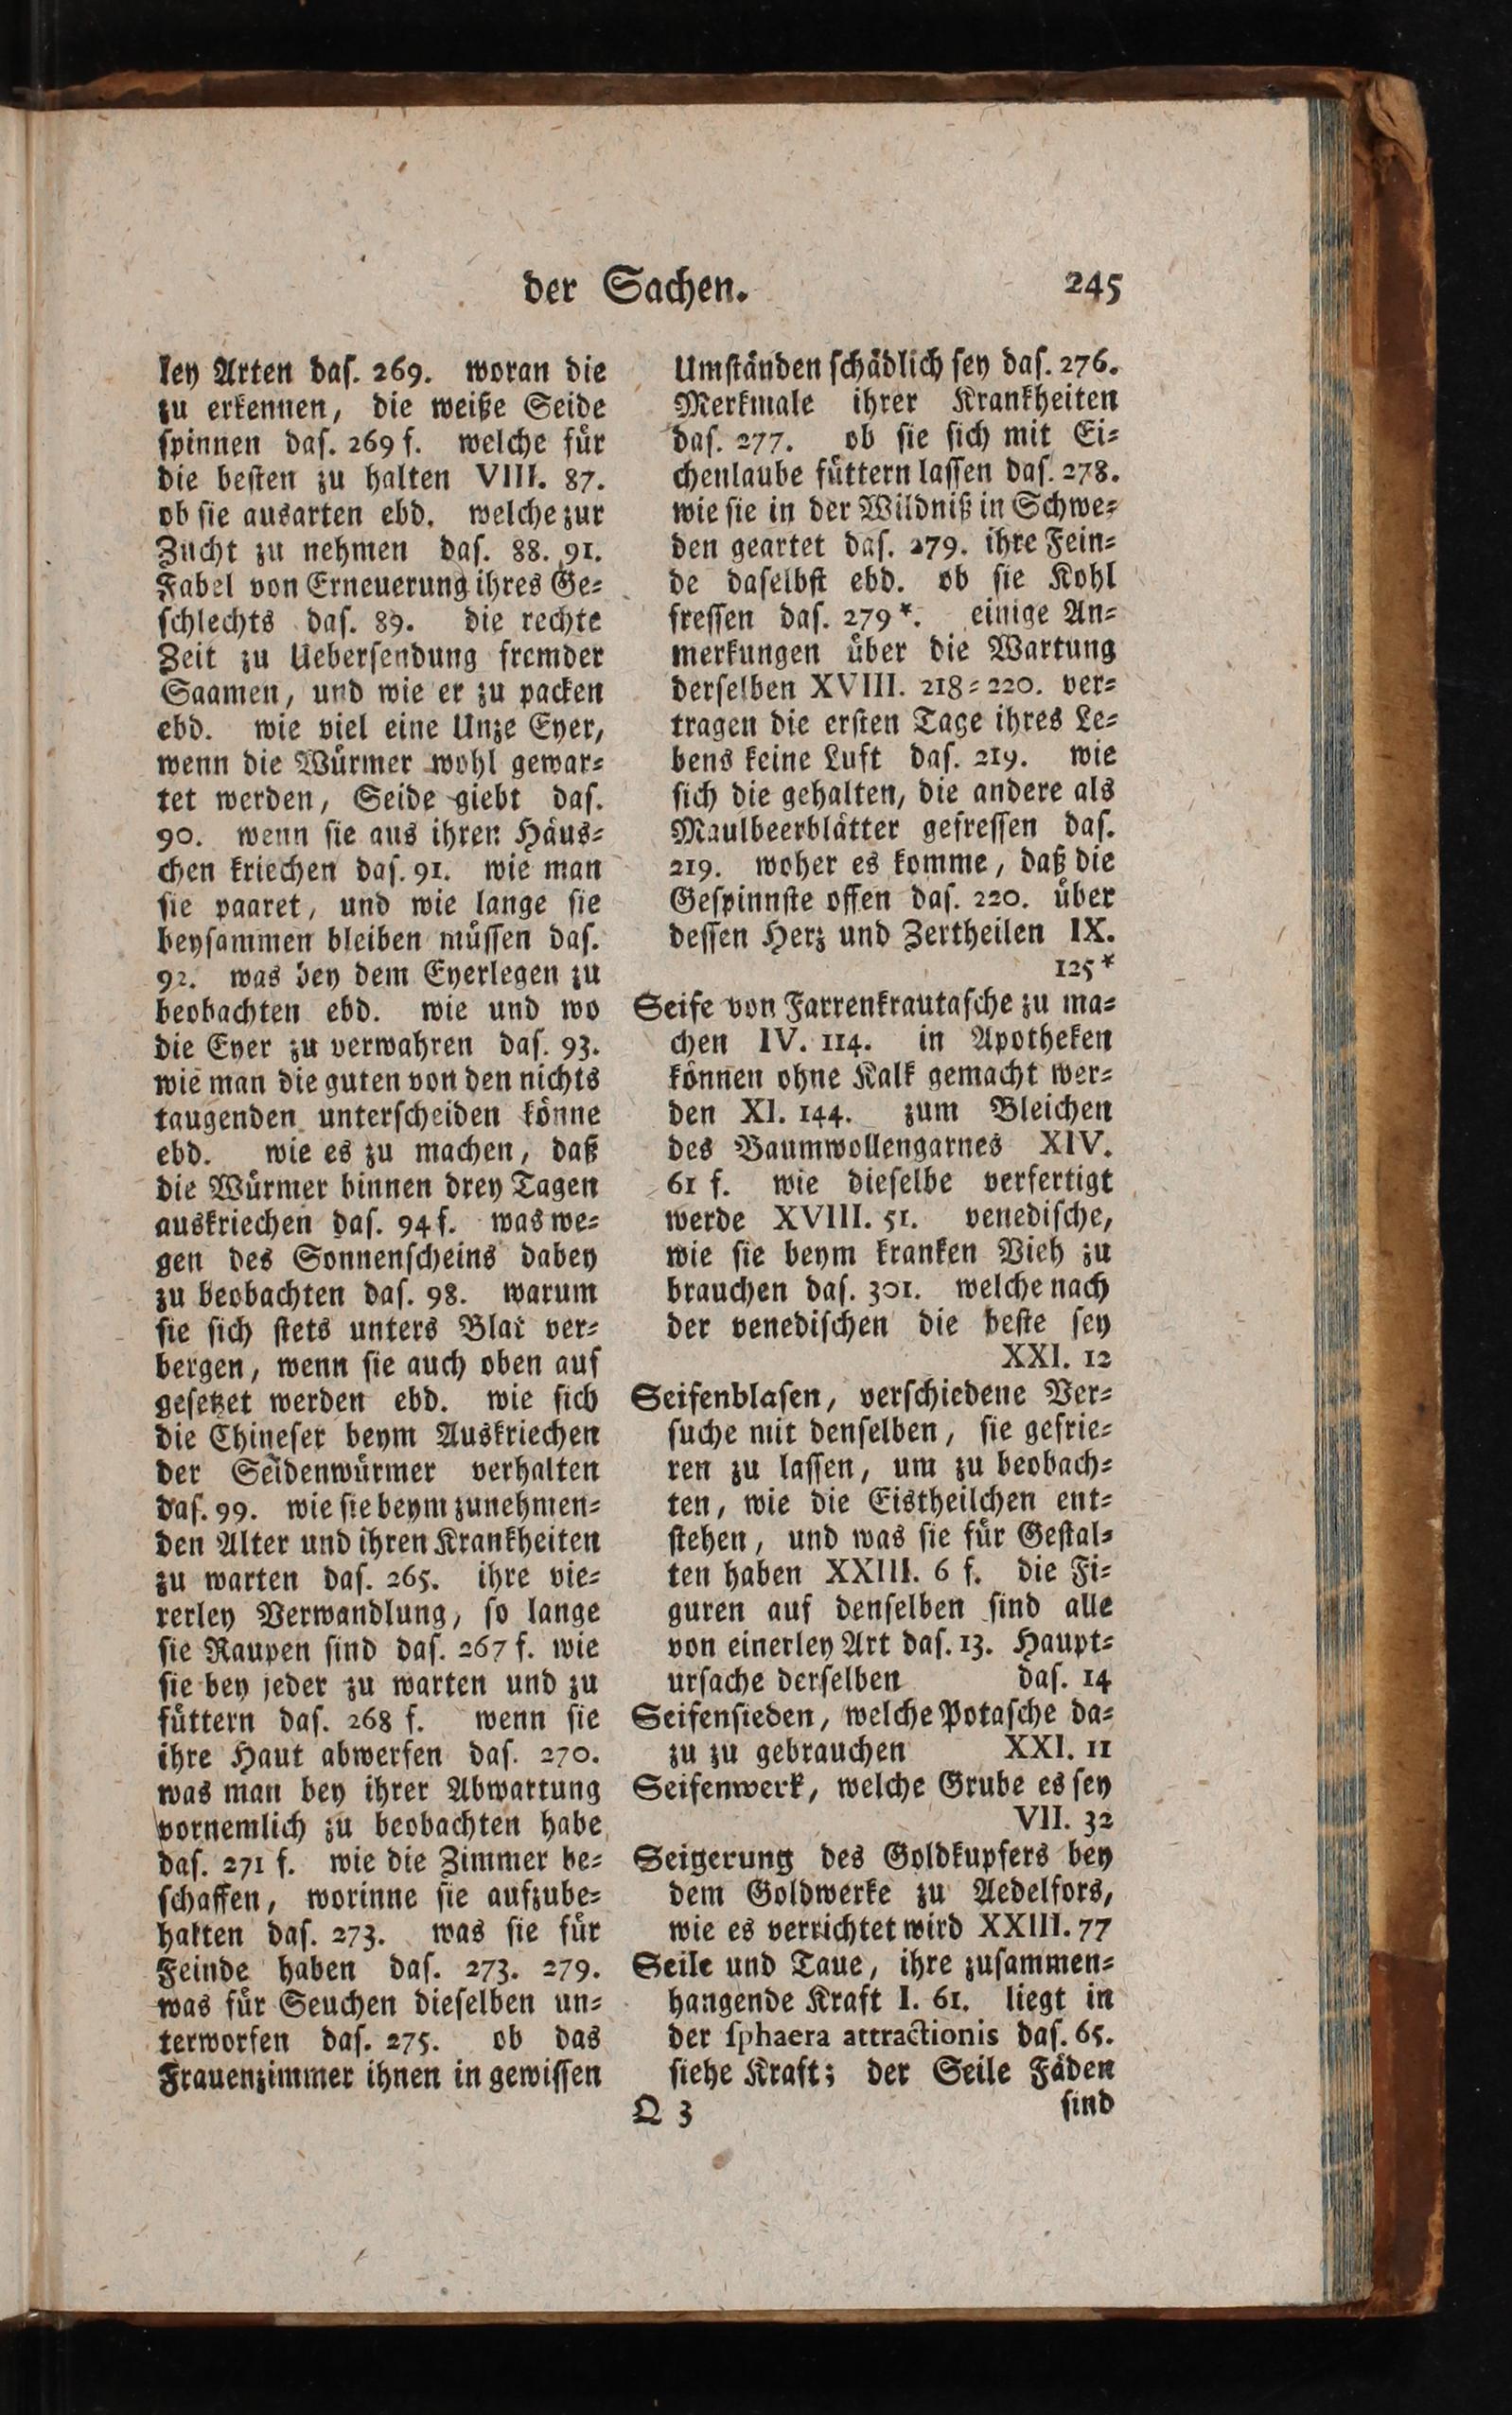 der Sachen. 245
ley Arten daſ. 269. woran die
zu erkennen, die weiße Seide
ſpinnen daſ. 269 f. welche für
die beſten zu halten VIII. 87.
ob ſie ausarten ebd. welche zur
Zucht zu nehmen daſ. 88. 91.
Fabel von Erneuerung ihres Ge⸗
ſchlechts daſ. 89. die rechte
Zeit zu Ueberſendung fremder
Saamen, und wie er zu packen
ebd. wie viel eine Unze Eyer,
wenn die Würmer wohl gewar⸗
tet werden, Seide giebt daſ.
90. wenn ſie aus ihren Häus⸗
chen kriechen daſ. 91. wie man
ſie paaret, und wie lange ſie
beyſammen bleiben müſſen daſ.
92. was bey dem Eyerlegen zu
beobachten ebd. wie und wo
die Eyer zu verwahren daſ. 93.
wie man die guten von den nichts
taugenden unterſcheiden könne
ebd. wie es zu machen, daß
die Würmer binnen drey Tagen
auskriechen daſ. 94 f. was we⸗
gen des Sonnenſcheins dabey
zu beobachten daſ. 98. warum
ſie ſich ſtets unters Blat ver⸗
bergen, wenn ſie auch oben auf
geſetzet werden ebd. wie ſich
die Chineſer beym Auskriechen
der Seidenwürmer verhalten
daſ. 99. wie ſie beym zunehmen⸗
den Alter und ihren Krankheiten
zu warten daſ. 265. ihre vie⸗
rerley Verwandlung, ſo lange
ſie Raupen ſind daſ. 267 f. wie
ſie bey jeder zu warten und zu
füttern daſ. 268 f. wenn ſie
ihre Haut abwerfen daſ. 270.
was man bey ihrer Abwartung
vornemlich zu beobachten habe
daſ. 271 f. wie die Zimmer be⸗
ſchaffen, worinne ſie aufzube⸗
halten daſ. 273. was ſie für
Feinde haben daſ. 273. 279.
was für Seuchen dieſelben un⸗
terworfen daſ. 275. ob das
Frauenzimmer ihnen in gewiſſen
Umſtänden ſchädlich ſey daſ. 276.
Merkmale ihrer Krankheiten
daſ. 277. ob ſie ſich mit Ei⸗
chenlaube füttern laſſen daſ. 278.
wie ſie in der Wildniß in Schwe⸗
den geartet daſ. 279. ihre Fein⸗
de daſelbſt ebd. ob ſie Kohl
freſſen daſ. 279*. einige An⸗
merkungen über die Wartung
derſelben XVIII. 218⸗220. ver⸗
tragen die erſten Tage ihres Le⸗
bens keine Luft daſ. 219. wie
ſich die gehalten, die andere als
Maulbeerblätter gefreſſen daſ.
219. woher es komme, daß die
Geſpinnſte offen daſ. 220. über
deſſen Herz und Zertheilen IX.
125*
Seife von Farrenkrautaſche zu ma⸗
chen IV. 114. in Apotheken
können ohne Kalk gemacht wer⸗
den XI. 144. zum Bleichen
des Baumwollengarnes XIV.
61 f. wie dieſelbe verfertigt
werde XVIII. 51. venediſche,
wie ſie beym kranken Vieh zu
brauchen daſ. 301. welche nach
der venediſchen die beſte ſey
XXI. 12
Seifenblaſen, verſchiedene Ver⸗
ſuche mit denſelben, ſie gefrie⸗
ren zu laſſen, um zu beobach⸗
ten, wie die Eistheilchen ent⸗
ſtehen, und was ſie für Geſtal⸗
ten haben XXIII. 6 f. die Fi⸗
guren auf denſelben ſind alle
von einerley Art daſ. 13. Haupt⸗
urſache derſelben daſ. 14
Seifenſieden, welche Potaſche da⸗
zu zu gebrauchen XXI. 11
Seifenwerk, welche Grube es ſey
VII. 32
Seigerung des Goldkupfers bey
dem Goldwerke zu Aedelfors,
wie es verrichtet wird XXIII. 77
Seile und Taue, ihre zuſammen⸗
hangende Kraft I. 61. liegt in
der ſphaera attractionis daſ. 65.
ſiehe Kraft; der Seile Fäden
Q 3 ſind